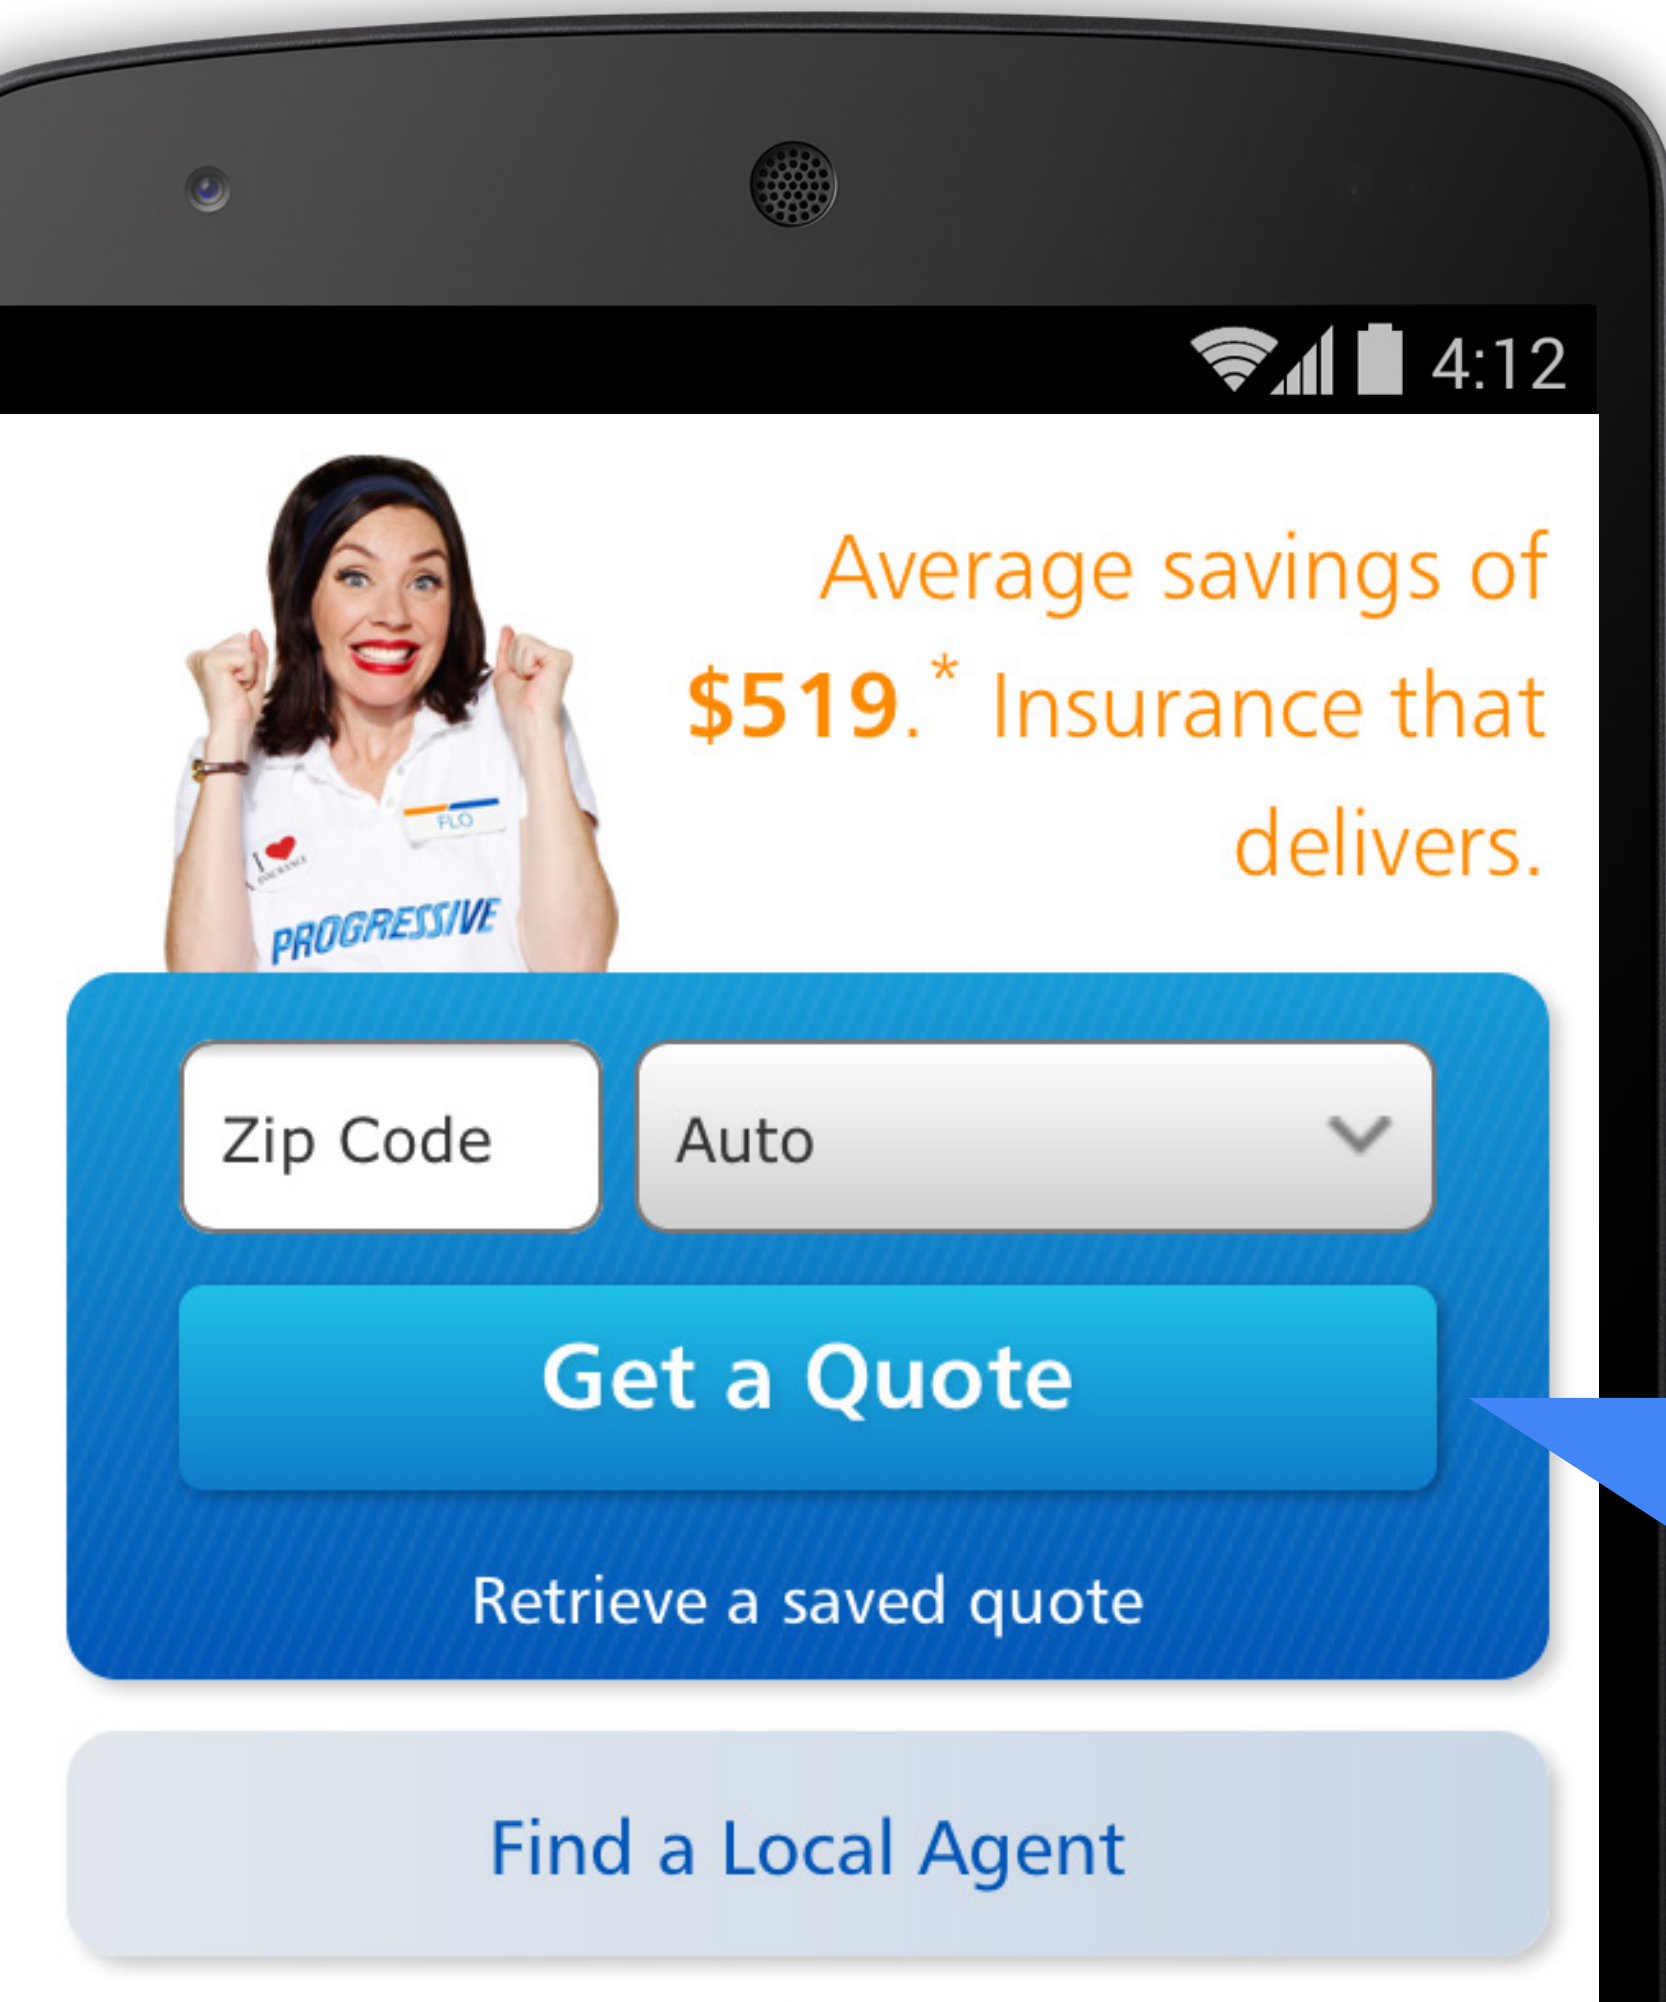 4:12
Average savings of
$519.* Insurance that
delivers.
FLO
I ♥
INSURANCE
PROGRESSIVE
Zip Code
Auto
Get a Quote
Retrieve a saved quote
Find a Local Agent